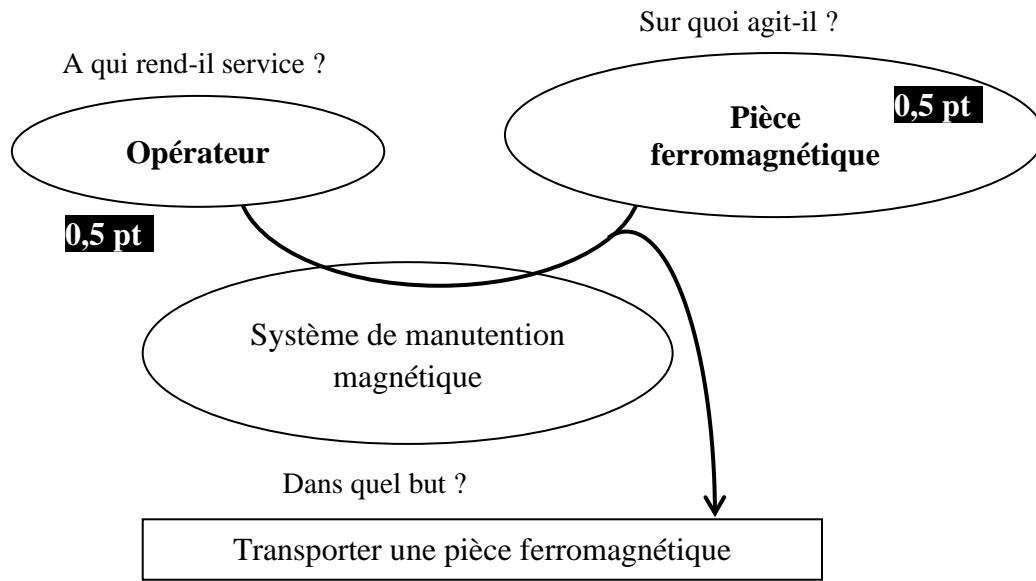 Sur quoi agit-il ?
A qui rend-il service ?
0,5 pt
Pièce
ferromagnétique
Opérateur
0,5 pt
Système de manutention
magnétique
Dans quel but ?
Transporter une pièce ferromagnétique